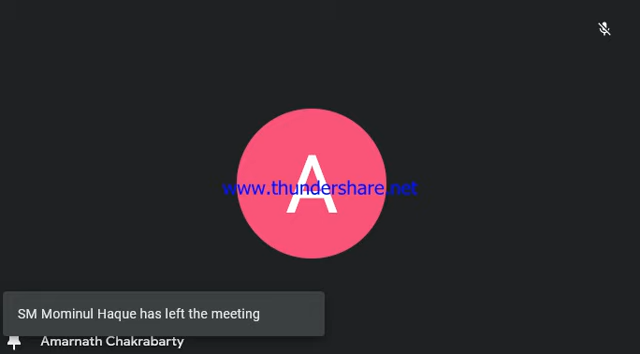 A
www.thundershare.net
SM Mominul Haque has left the meeting
Amarnath Chakrabarty